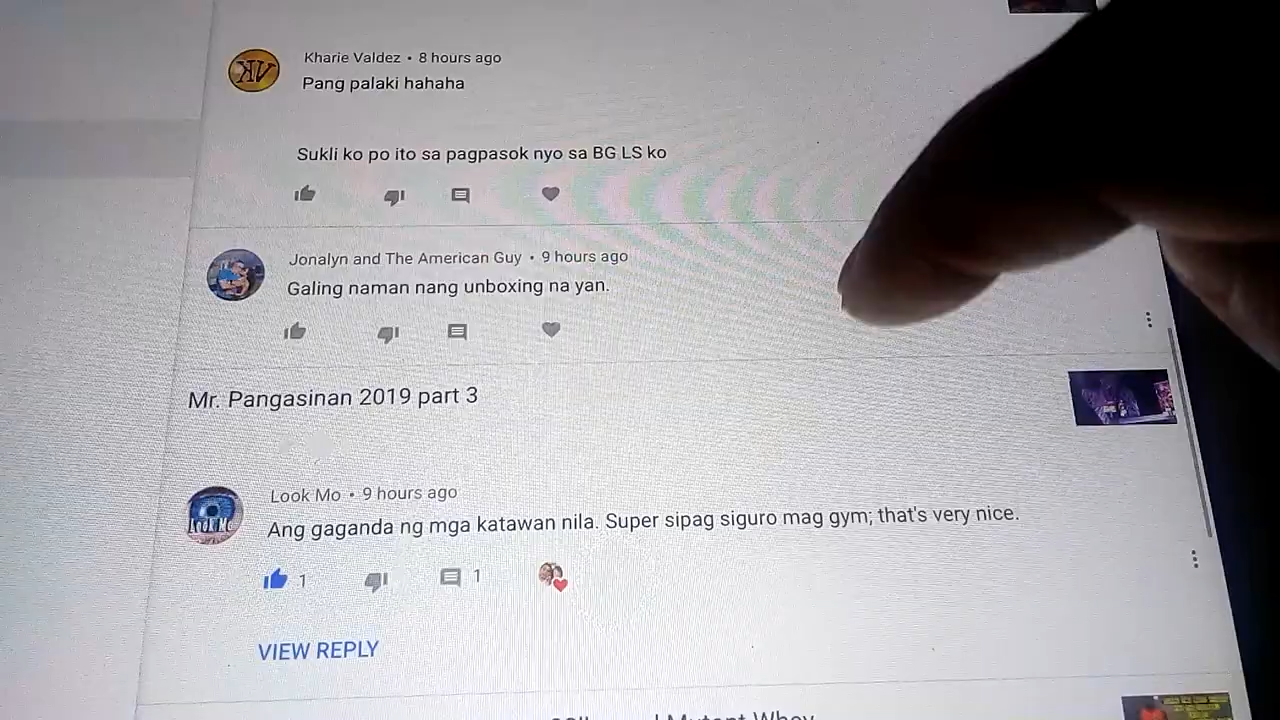 Kharie Valdez • 8 hours ago
Pang palaki hahaha
Sukli ko po ito sa pagpasok nyo sa BG LS ko
Jonalyn and The American Guy • 9 hours ago
Galing naman nang unboxing na yan.
Mr. Pangasinan 2019 part 3
Look Mo • 9 hours ago
Ang gaganda ng mga katawan nila. Super sipag siguro mag gym; that's very nice.
1 1
VIEW REPLY
Mutant Whey